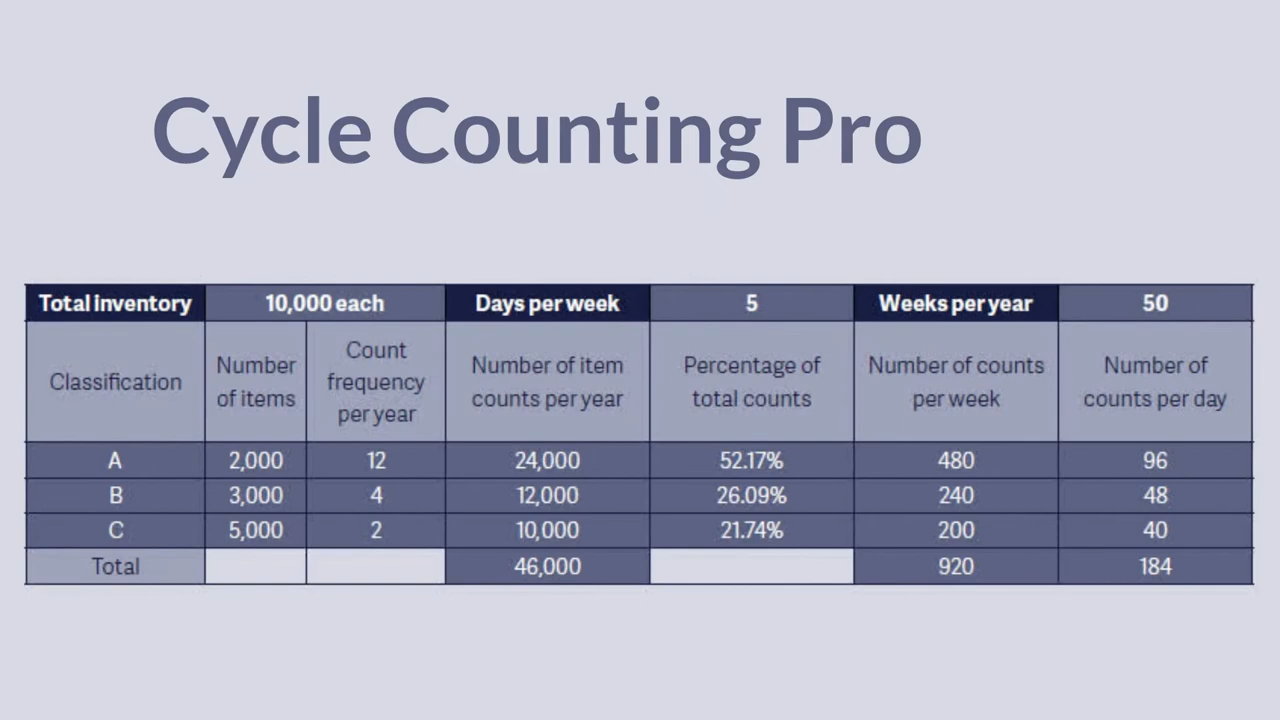 Cycle Counting Pro
Total inventory 10,000 each Days per week 5 Weeks per year 50
Classification Number of items Count frequency per year Number of item counts per year Percentage of total counts Number of counts per week Number of counts per day
A 2,000 12 24,000 52.17% 480 96
B 3,000 4 12,000 26.09% 240 48
C 5,000 2 10,000 21.74% 200 40
Total 46,000 920 184